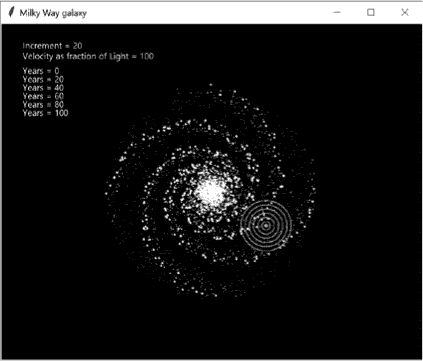 Milky Way galaxy
Increment = 20
Velocity as fraction of Light = 100
Years = 0
Years = 20
Years = 40
Years = 60
Years = 80
Years = 100